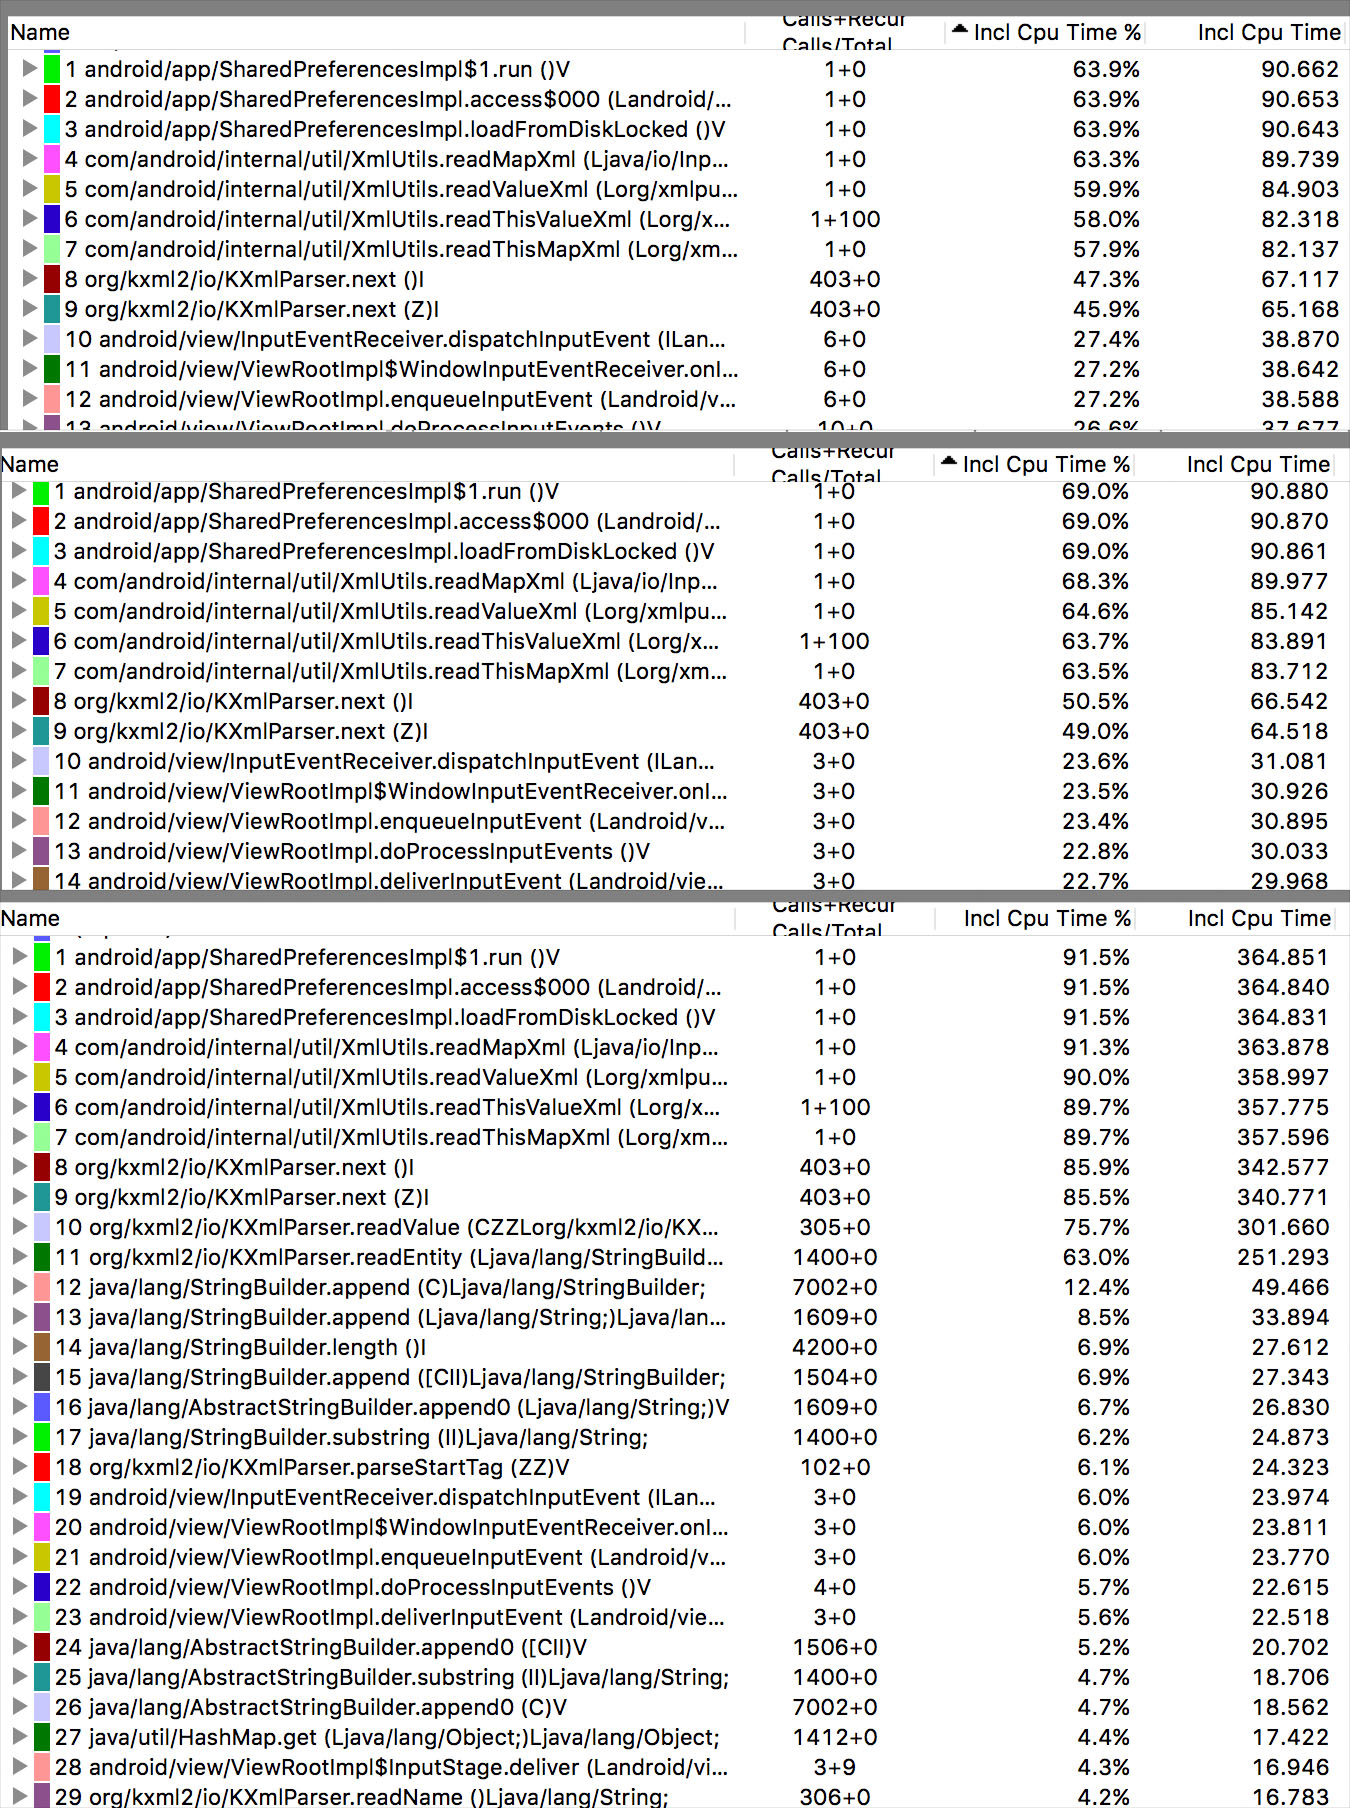 Name Calls+Recur Calls/Total Incl Cpu Time % Incl Cpu Time
1 android/app/SharedPreferencesImpl$1.run ()V 1+0 63.9% 90.662
2 android/app/SharedPreferencesImpl.access$000 (Landroid/... 1+0 63.9% 90.653
3 android/app/SharedPreferencesImpl.loadFromDiskLocked ()V 1+0 63.9% 90.643
4 com/android/internal/util/XmlUtils.readMapXml (Ljava/io/Inp... 1+0 63.3% 89.739
5 com/android/internal/util/XmlUtils.readValueXml (Lorg/xmlpu... 1+0 59.9% 84.903
6 com/android/internal/util/XmlUtils.readThisValueXml (Lorg/x... 1+100 58.0% 82.318
7 com/android/internal/util/XmlUtils.readThisMapXml (Lorg/xm... 1+0 57.9% 82.137
8 org/kxml2/io/KXmlParser.next ()I 403+0 47.3% 67.117
9 org/kxml2/io/KXmlParser.next (Z)I 403+0 45.9% 65.168
10 android/view/InputEventReceiver.dispatchInputEvent (ILan... 6+0 27.4% 38.870
11 android/view/ViewRootImpl$WindowInputEventReceiver.onI... 6+0 27.2% 38.642
12 android/view/ViewRootImpl.enqueueInputEvent (Landroid/v... 6+0 27.2% 38.588
13 android/view/ViewRootImpl.doProcessInputEvents ()V 10+0 26.6% 37.677
Name Calls+Recur Calls/Total Incl Cpu Time % Incl Cpu Time
1 android/app/SharedPreferencesImpl$1.run ()V 1+0 69.0% 90.880
2 android/app/SharedPreferencesImpl.access$000 (Landroid/... 1+0 69.0% 90.870
3 android/app/SharedPreferencesImpl.loadFromDiskLocked ()V 1+0 69.0% 90.861
4 com/android/internal/util/XmlUtils.readMapXml (Ljava/io/Inp... 1+0 68.3% 89.977
5 com/android/internal/util/XmlUtils.readValueXml (Lorg/xmlpu... 1+0 64.6% 85.142
6 com/android/internal/util/XmlUtils.readThisValueXml (Lorg/x... 1+100 63.7% 83.891
7 com/android/internal/util/XmlUtils.readThisMapXml (Lorg/xm... 1+0 63.5% 83.712
8 org/kxml2/io/KXmlParser.next ()I 403+0 50.5% 66.542
9 org/kxml2/io/KXmlParser.next (Z)I 403+0 49.0% 64.518
10 android/view/InputEventReceiver.dispatchInputEvent (ILan... 3+0 23.6% 31.081
11 android/view/ViewRootImpl$WindowInputEventReceiver.onI... 3+0 23.5% 30.926
12 android/view/ViewRootImpl.enqueueInputEvent (Landroid/v... 3+0 23.4% 30.895
13 android/view/ViewRootImpl.doProcessInputEvents ()V 3+0 22.8% 30.033
14 android/view/ViewRootImpl.deliverInputEvent (Landroid/vie... 3+0 22.7% 29.968
Name Calls+Recur Calls/Total Incl Cpu Time % Incl Cpu Time
1 android/app/SharedPreferencesImpl$1.run ()V 1+0 91.5% 364.851
2 android/app/SharedPreferencesImpl.access$000 (Landroid/... 1+0 91.5% 364.840
3 android/app/SharedPreferencesImpl.loadFromDiskLocked ()V 1+0 91.5% 364.831
4 com/android/internal/util/XmlUtils.readMapXml (Ljava/io/Inp... 1+0 91.3% 363.878
5 com/android/internal/util/XmlUtils.readValueXml (Lorg/xmlpu... 1+0 90.0% 358.997
6 com/android/internal/util/XmlUtils.readThisValueXml (Lorg/x... 1+100 89.7% 357.775
7 com/android/internal/util/XmlUtils.readThisMapXml (Lorg/xm... 1+0 89.7% 357.596
8 org/kxml2/io/KXmlParser.next ()I 403+0 85.9% 342.577
9 org/kxml2/io/KXmlParser.next (Z)I 403+0 85.5% 340.771
10 org/kxml2/io/KXmlParser.readValue (CZZLorg/kxml2/io/KX... 305+0 75.7% 301.660
11 org/kxml2/io/KXmlParser.readEntity (Ljava/lang/StringBuild... 1400+0 63.0% 251.293
12 java/lang/StringBuilder.append (C)Ljava/lang/StringBuilder; 7002+0 12.4% 49.466
13 java/lang/StringBuilder.append (Ljava/lang/String;)Ljava/lan... 1609+0 8.5% 33.894
14 java/lang/StringBuilder.length ()I 4200+0 6.9% 27.612
15 java/lang/StringBuilder.append ([CII)Ljava/lang/StringBuilder; 1504+0 6.9% 27.343
16 java/lang/AbstractStringBuilder.append0 (Ljava/lang/String;)V 1609+0 6.7% 26.830
17 java/lang/StringBuilder.substring (II)Ljava/lang/String; 1400+0 6.2% 24.873
18 org/kxml2/io/KXmlParser.parseStartTag (ZZ)V 102+0 6.1% 24.323
19 android/view/InputEventReceiver.dispatchInputEvent (ILan... 3+0 6.0% 23.974
20 android/view/ViewRootImpl$WindowInputEventReceiver.onI... 3+0 6.0% 23.811
21 android/view/ViewRootImpl.enqueueInputEvent (Landroid/v... 3+0 6.0% 23.770
22 android/view/ViewRootImpl.doProcessInputEvents ()V 4+0 5.7% 22.615
23 android/view/ViewRootImpl.deliverInputEvent (Landroid/vie... 3+0 5.6% 22.518
24 java/lang/AbstractStringBuilder.append0 ([CII)V 1506+0 5.2% 20.702
25 java/lang/AbstractStringBuilder.substring (II)Ljava/lang/String; 1400+0 4.7% 18.706
26 java/lang/AbstractStringBuilder.append0 (C)V 7002+0 4.7% 18.562
27 java/util/HashMap.get (Ljava/lang/Object;)Ljava/lang/Object; 1412+0 4.4% 17.422
28 android/view/ViewRootImpl$InputStage.deliver (Landroid/vi... 3+9 4.3% 16.946
29 org/kxml2/io/KXmlParser.readName ()Ljava/lang/String; 306+0 4.2% 16.783